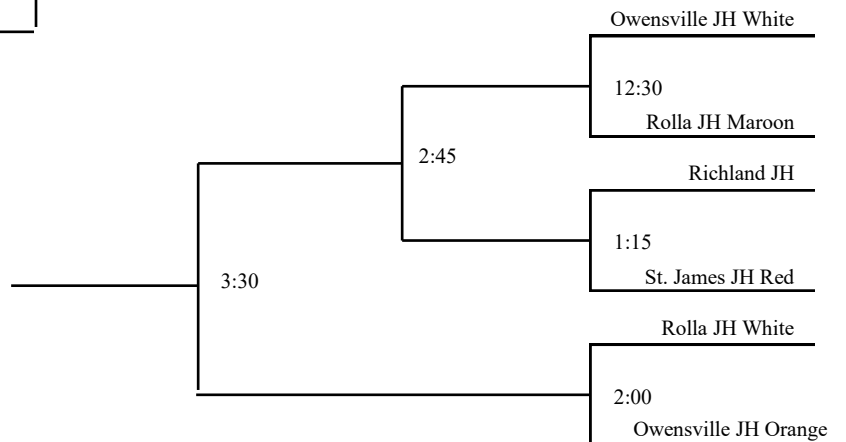 Owensville JH White
12:30
Rolla JH Maroon
2:45
Richland JH
1:15
St. James JH Red
3:30
Rolla JH White
2:00
Owensville JH Orange